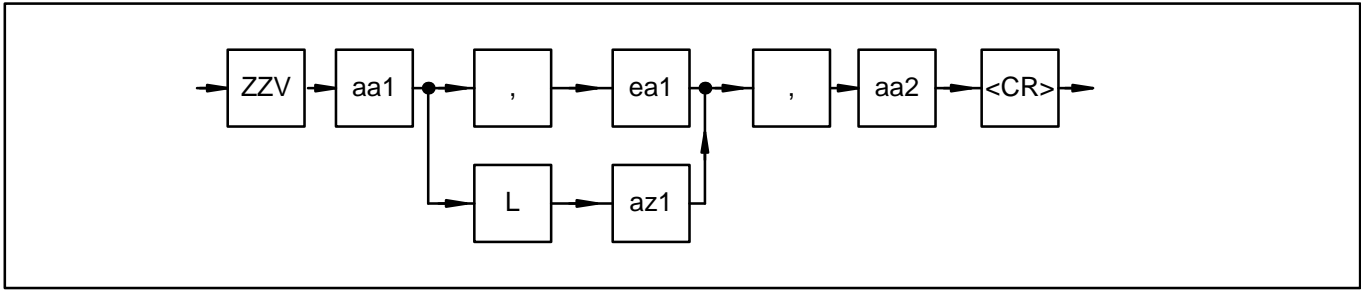 ZZV aa1 , ea1 , aa2 <CR>
L az1